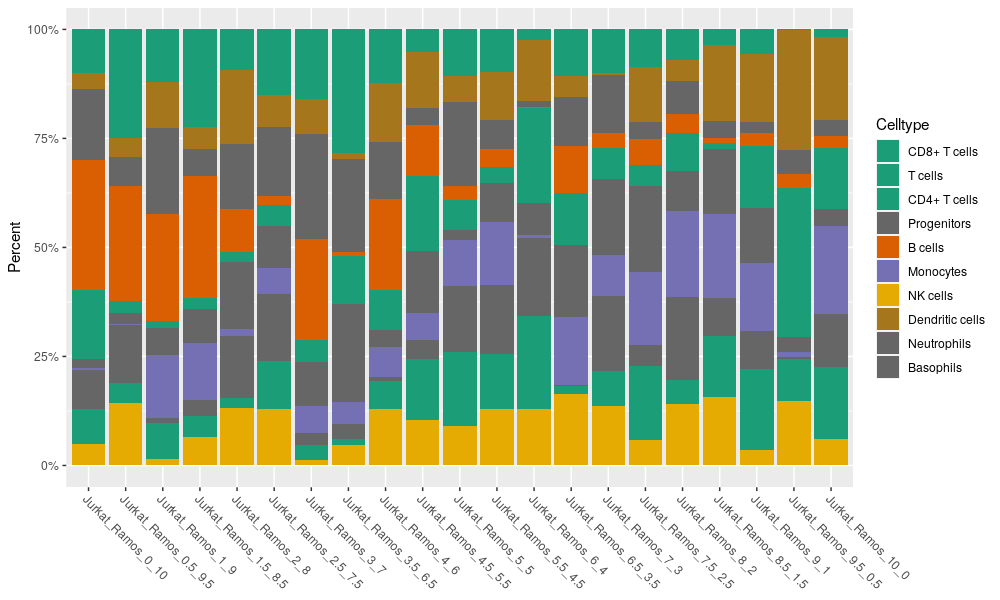 100%
75%
50%
25%
0%
Percent
Jurkat_Ramos_0_10
Jurkat_Ramos_0.5_9.5
Jurkat_Ramos_1_9
Jurkat_Ramos_1.5_8.5
Jurkat_Ramos_2_8
Jurkat_Ramos_2.5_7.5
Jurkat_Ramos_3_7
Jurkat_Ramos_3.5_6.5
Jurkat_Ramos_4_6
Jurkat_Ramos_4.5_5.5
Jurkat_Ramos_5_5
Jurkat_Ramos_5.5_4.5
Jurkat_Ramos_6_4
Jurkat_Ramos_6.5_3.5
Jurkat_Ramos_7_3
Jurkat_Ramos_7.5_2.5
Jurkat_Ramos_8_2
Jurkat_Ramos_8.5_1.5
Jurkat_Ramos_9_1
Jurkat_Ramos_9.5_0.5
Jurkat_Ramos_10_0
Celltype
CD8+ T cells
T cells
CD4+ T cells
Progenitors
B cells
Monocytes
NK cells
Dendritic cells
Neutrophils
Basophils